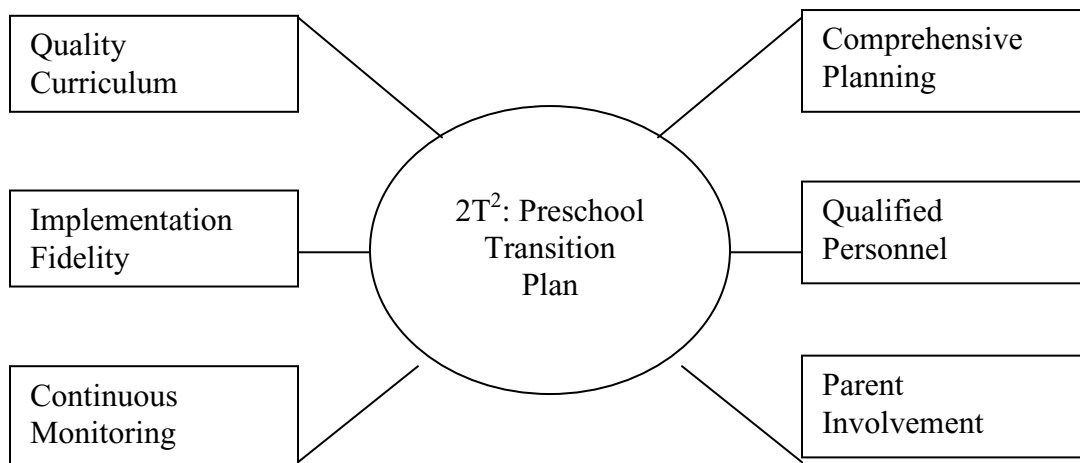 Quality
Curriculum
Comprehensive
Planning
2T²: Preschool
Transition
Plan
Implementation
Fidelity
Qualified
Personnel
Continuous
Monitoring
Parent
Involvement